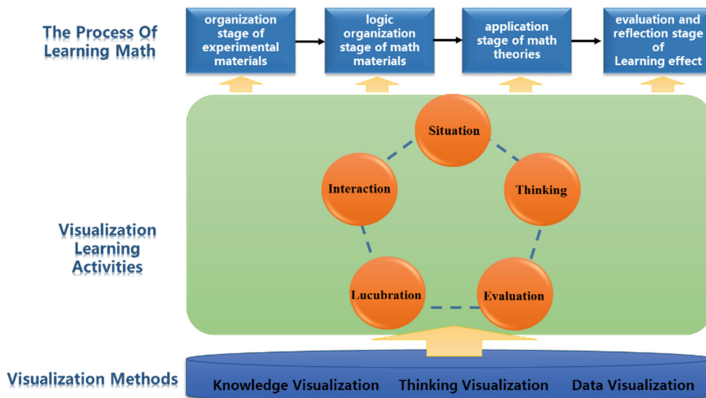 The Process Of
Learning Math
organization
stage of
experimental
materials
logic
organization
stage of math
materials
application
stage of math
theories
evaluation and
reflection stage
of
Learning effect
Visualization
Learning
Activities
Situation
Interaction
Thinking
Lucubration
Evaluation
Visualization Methods
Knowledge Visualization Thinking Visualization Data Visualization